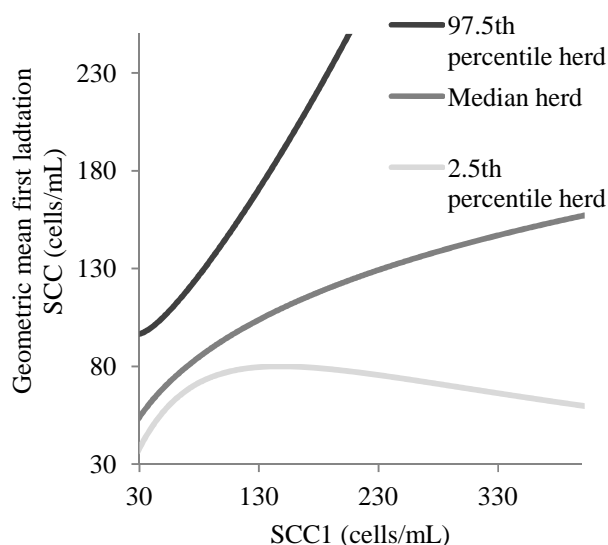 97.5th
percentile herd
Median herd
2.5th
percentile herd
Geometric mean first ladtation
SCC (cells/mL)
230
180
130
80
30
30 130 230 330
SCC1 (cells/mL)